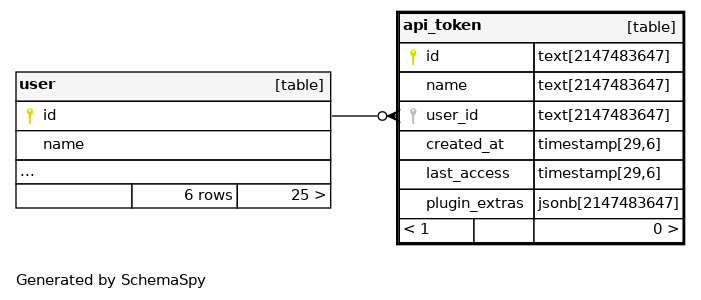 user [table]
id
name
...
6 rows 25 >
api_token [table]
id text[2147483647]
name text[2147483647]
user_id text[2147483647]
created_at timestamp[29,6]
last_access timestamp[29,6]
plugin_extras jsonb[2147483647]
< 1 0 >
Generated by SchemaSpy